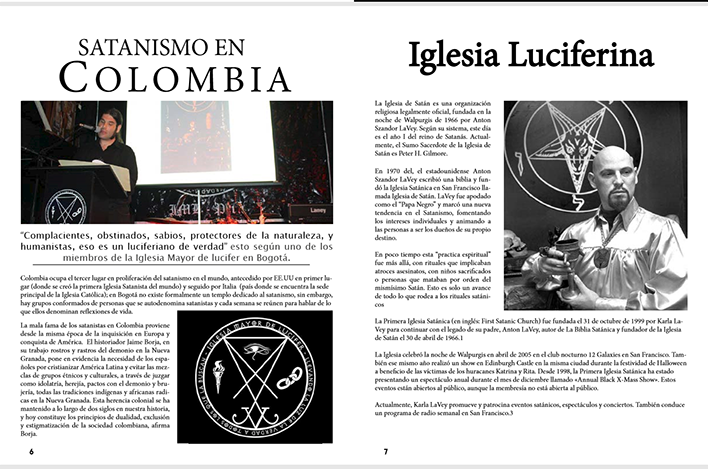 SATANISMO EN
COLOMBIA
"Complacientes, obstinados, sabios, protectores de la naturaleza, y
humanistas, eso es un luciferiano de verdad" esto según uno de los
miembros de la Iglesia Mayor de lucifer en Bogotá.
Colombia ocupa el tercer lugar en proliferación del satanismo en el mundo, antecedido por EE.UU en primer lu-
gar (donde se creó la primera Iglesia Satanista del mundo) y seguido por Italia (país donde se encuentra la sede
principal de la Iglesia Católica); en Bogotá no existe formalmente un templo dedicado al satanismo, sin embargo,
hay grupos conformados de personas que se autodenomina satanistas y cada semana se reúnen para hablar de lo
que ellos denominan reflexiones de vida.
La mala fama de los satanistas en Colombia proviene
desde la misma época de la inquisición en Europa y
conquista de América. El historiador Jaime Borja, en
su trabajo rostros y rastros del demonio en la Nueva
Granada, pone en evidencia la necesidad de los espa-
ñoles por cristianizar América Latina y evitar las mez-
clas de grupos étnicos y culturales, a través de juzgar
como idolatría, herejía, pactos con el demonio y bru-
jería, todas las tradiciones indígenas y africanas radi-
cas en la Nueva Granada. Esta herencia colonial se ha
mantenido a lo largo de dos siglos en nuestra historia,
y hoy constituye los principios de dualidad, exclusión
y estigmatización de la sociedad colombiana, afirma
Borja.
IGLESIA MAYOR DE LUCIFER
6
Iglesia Luciferina
La Iglesia de Satán es una organización
religiosa legalmente oficial, fundada en la
noche de Walpurgis de 1966 por Anton
Szandor LaVey. Según su sistema, este día
es el año I del reino de Satanás. Actual-
mente, el Sumo Sacerdote de la Iglesia de
Satán es Peter H. Gilmore.
En 1970 del, el estadounidense Anton
Szandor LaVey escribió una biblia y fun-
dó la Iglesia Satánica en San Francisco lla-
mada Iglesia de Satán. LaVey fue apodado
como el "Papa Negro" y marcó una nueva
tendencia en el Satanismo, fomentando
los intereses individuales y animando a
las personas a ser los dueños de su propio
destino.
En poco tiempo esta "practica espiritual"
fue más allá, con rituales que implicaban
atroces asesinatos, con niños sacrificados
o personas que mataban por orden del
mismísimo Satán. Esto es solo un avance
de todo lo que rodea a los rituales satáni-
cos
La Primera Iglesia Satánica (en inglés; First Satanic Church) fue fundada el 31 de octubre de 1999 por Karla La-
Vey para continuar con el legado de su padre, Anton LaVey, autor de La Biblia Satánica y fundador de la Iglesia
de Satán el 30 de abril de 1966.1
La Iglesia celebró la noche de Walpurgis en abril de 2005 en el club nocturno 12 Galaxies en San Francisco. Tam-
bién ese mismo año realizó un show en Edinburgh Castle en la misma ciudad durante la festividad de Halloween
a beneficio de las víctimas de los huracanes Katrina y Rita. Desde 1998, la Primera Iglesia Satánica ha estado
presentando un espectáculo anual durante el mes de diciembre llamado «Annual Black X-Mass Show». Estos
eventos están abiertos al público, aunque la membresía no está abierta al público.
Actualmente, Karla LaVey promueve y patrocina eventos satánicos, espectáculos y conciertos. También conduce
un programa de radio semanal en San Francisco.3
7